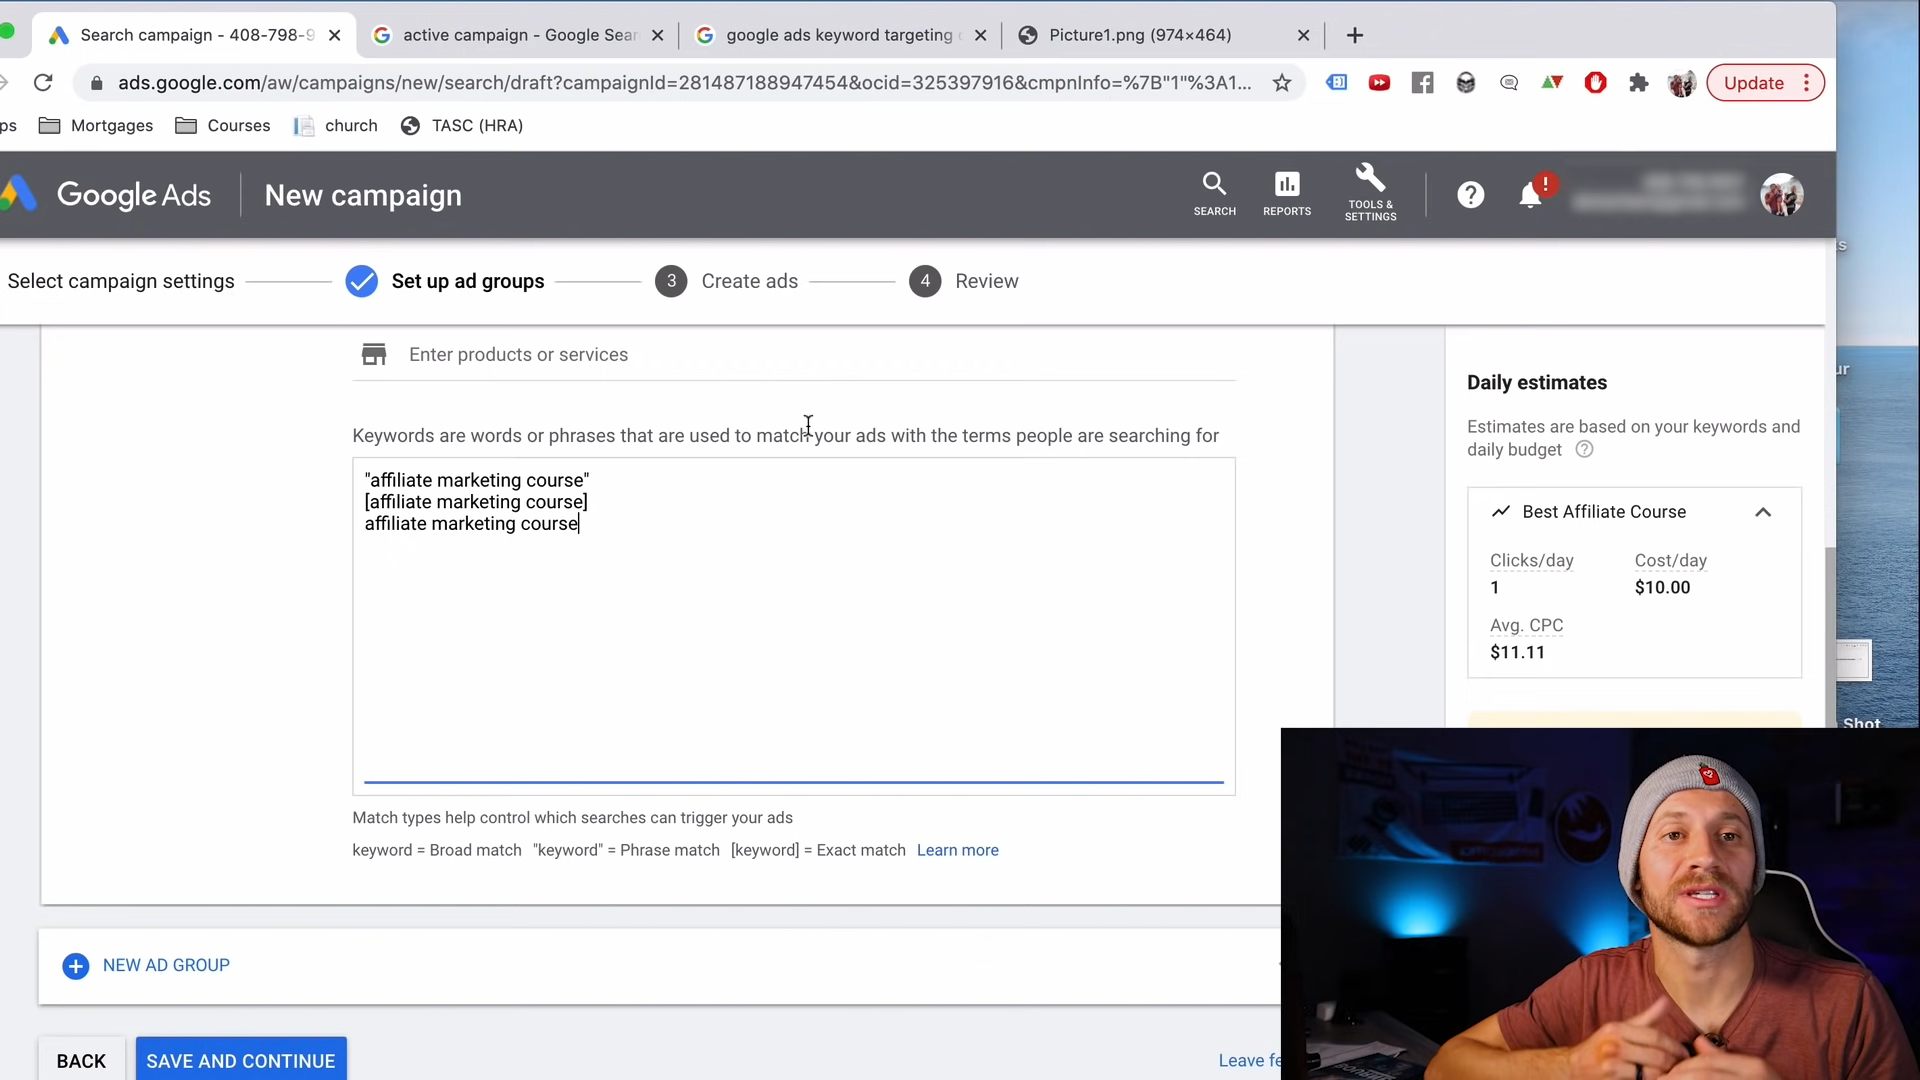 Search campaign - 408-798-9
active campaign - Google Sear
google ads keyword targeting
Picture1.png (974×464)
ads.google.com/aw/campaigns/new/search/draft?campaignId=281487188947454&ocid=325397916&cmpnInfo=%7B"1"%3A1...
Update
ps
Mortgages
Courses
church
TASC (HRA)
Google Ads
New campaign
SEARCH
REPORTS
TOOLS &
SETTINGS
Select campaign settings
Set up ad groups
3 Create ads
4 Review
Enter products or services
Keywords are words or phrases that are used to match your ads with the terms people are searching for
"affiliate marketing course"
[affiliate marketing course]
affiliate marketing course
Match types help control which searches can trigger your ads
keyword = Broad match "keyword" = Phrase match [keyword] = Exact match Learn more
NEW AD GROUP
BACK
SAVE AND CONTINUE
Leave fe
Daily estimates
Estimates are based on your keywords and
daily budget
Best Affiliate Course
Clicks/day
Cost/day
1
$10.00
Avg. CPC
$11.11
ur
Shot